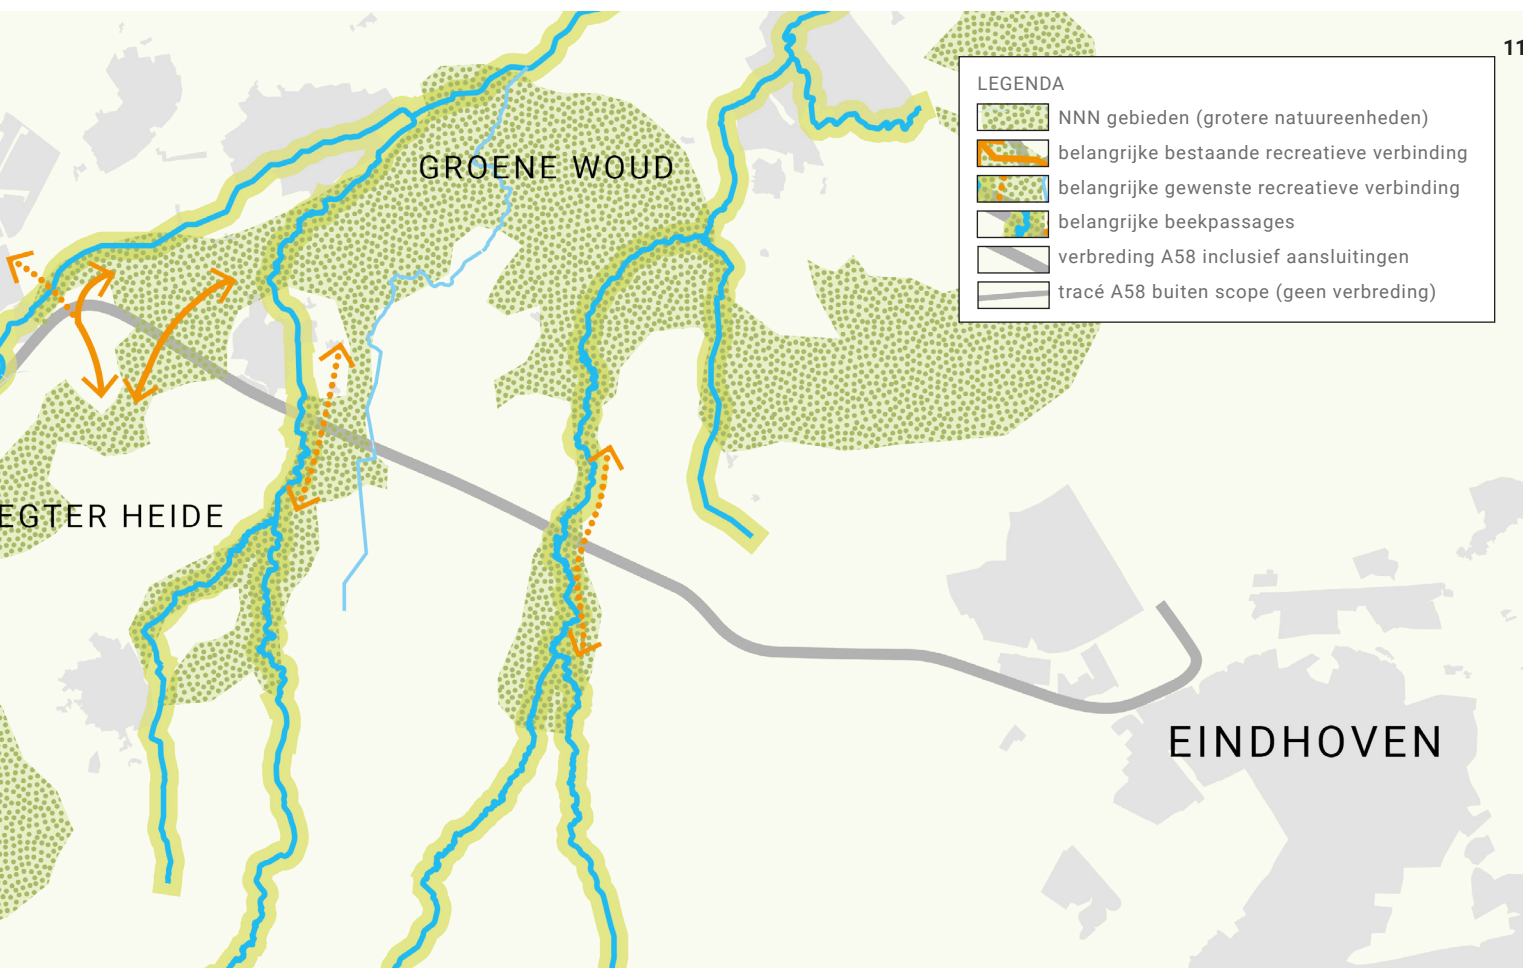 11
LEGENDA
NNN gebieden (grotere natuureenheden)
belangrijke bestaande recreatieve verbinding
belangrijke gewenste recreatieve verbinding
belangrijke beekpassages
verbreding A58 inclusief aansluitingen
tracé A58 buiten scope (geen verbreding)
GROENE WOUD
EGTER HEIDE
EINDHOVEN